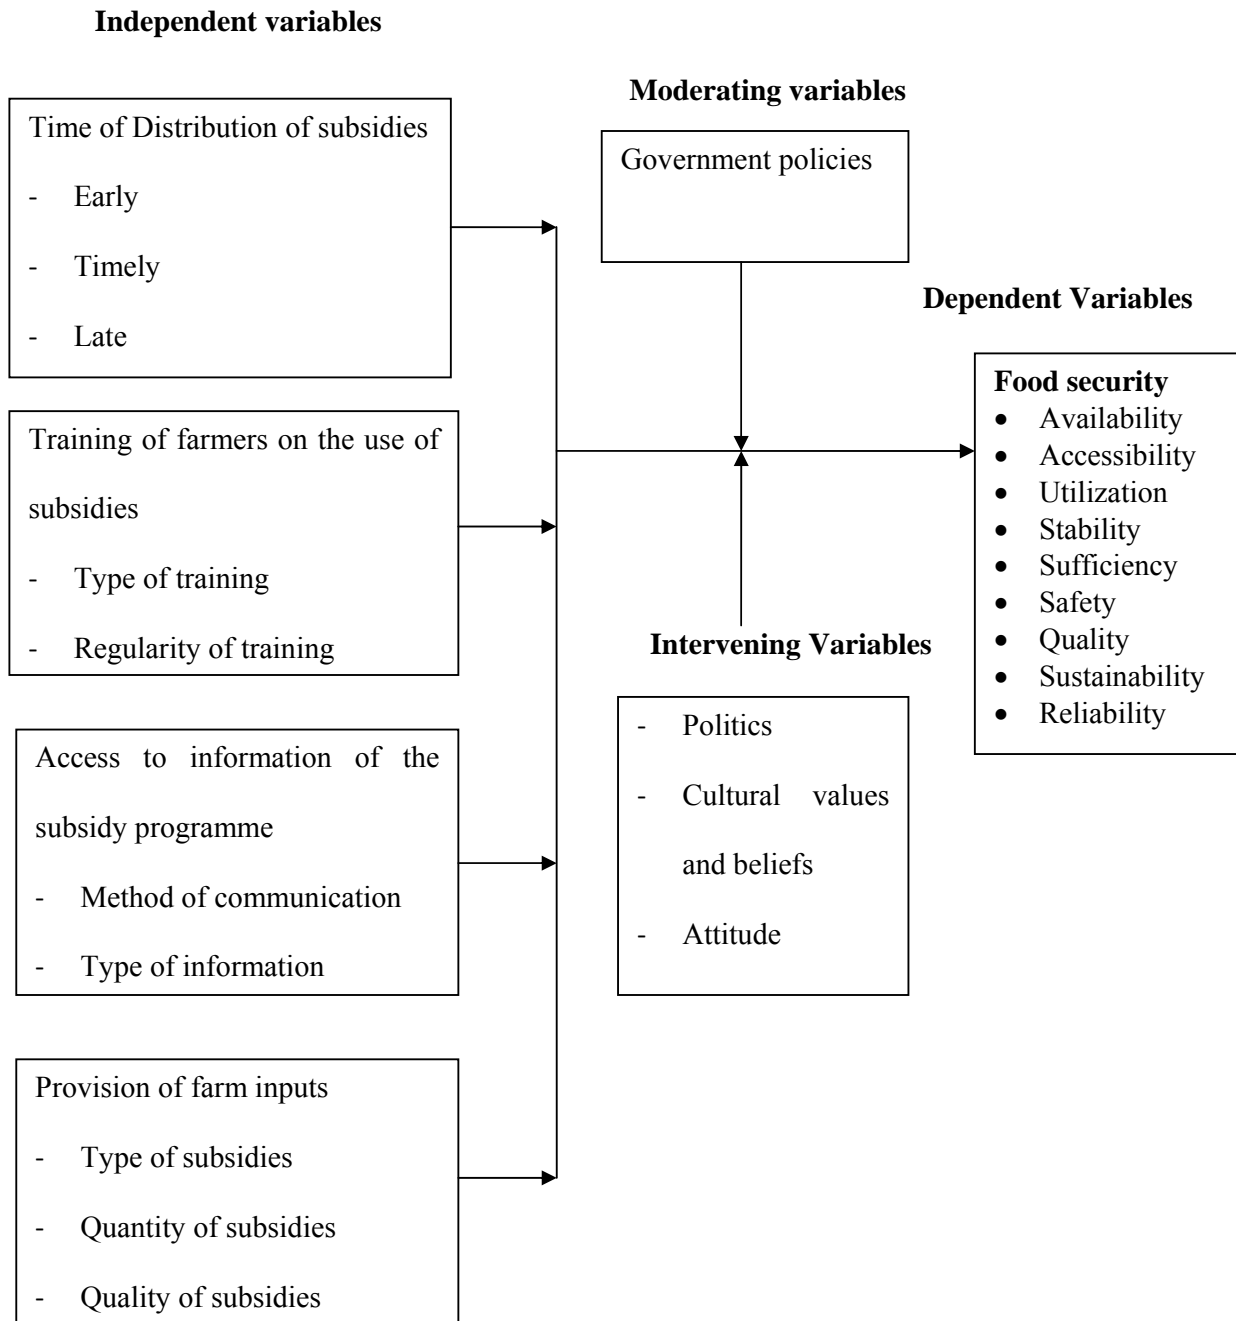 Independent variables
Time of Distribution of subsidies
- Early
- Timely
- Late
Training of farmers on the use of
subsidies
- Type of training
- Regularity of training
Access to information of the
subsidy programme
- Method of communication
- Type of information
Provision of farm inputs
- Type of subsidies
- Quantity of subsidies
- Quality of subsidies
Moderating variables
Government policies
Intervening Variables
- Politics
- Cultural values
and beliefs
- Attitude
Dependent Variables
Food security
• Availability
• Accessibility
• Utilization
• Stability
• Sufficiency
• Safety
• Quality
• Sustainability
• Reliability